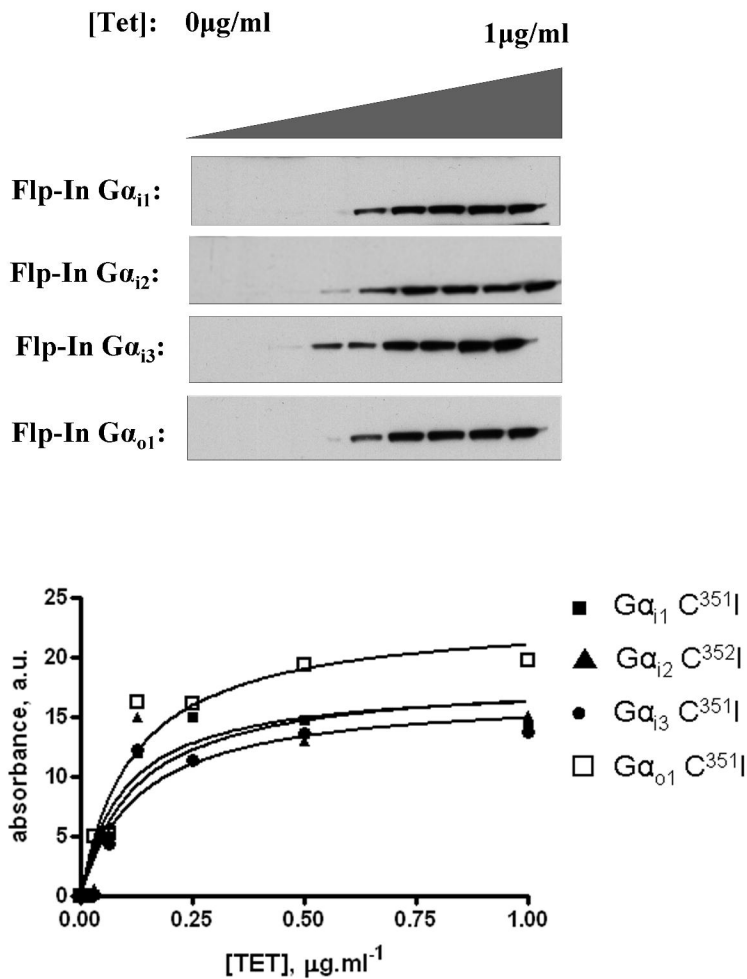 [Tet]: 0μg/ml 1μg/ml
Flp-In Gαi1:
Flp-In Gαi2:
Flp-In Gαi3:
Flp-In Gαo1:
25
20
15
10
5
0
absorbance, a.u.
0.00 0.25 0.50 0.75 1.00
[TET], μg.ml-1
Gαi1 C351I
Gαi2 C352I
Gαi3 C351I
Gαo1 C351I